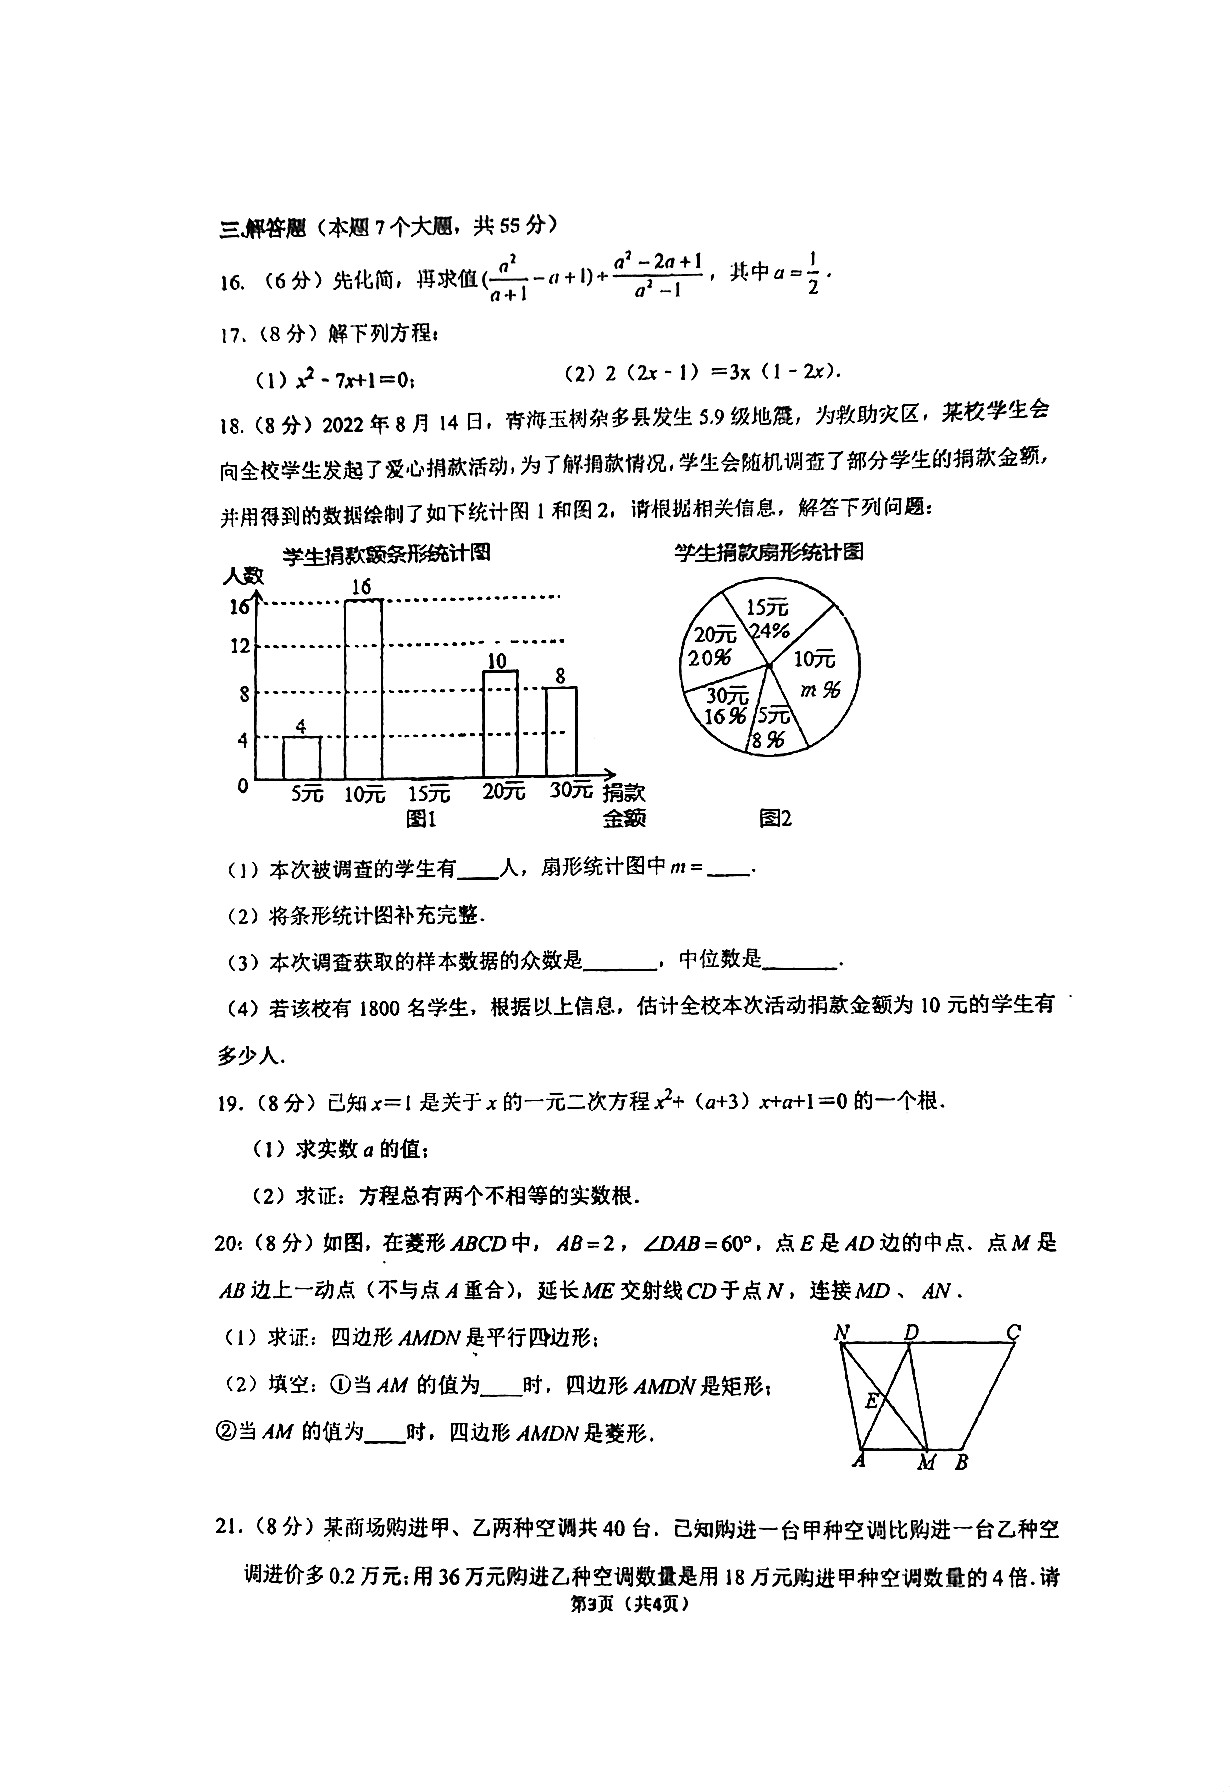 三.解答题（本题7个大题，共55分）
16.（6分）先化简，再求值(a²/(a+1)-a+1)÷(a²-2a+1)/(a²-1)，其中a=1/2.
17.（8分）解下列方程：
（1）x²-7x+1=0；（2）2（2x-1）=3x（1-2x）.
18.（8分）2022年8月14日，青海玉树杂多县发生5.9级地震，为救助灾区，某校学生会
向全校学生发起了爱心捐款活动，为了解捐款情况，学生会随机调查了部分学生的捐款金额，
并用得到的数据绘制了如下统计图1和图2，请根据相关信息，解答下列问题：
学生捐款额条形统计图
人数
16
12
8
4
0
4
16
10
8
5元 10元 15元 20元 30元 捐款
金额
图1
学生捐款扇形统计图
15元
24%
20元
20%
10元
m%
30元
16%
5元
8%
图2
（1）本次被调查的学生有____人，扇形统计图中m=____.
（2）将条形统计图补充完整.
（3）本次调查获取的样本数据的众数是_______，中位数是_______.
（4）若该校有1800名学生，根据以上信息，估计全校本次活动捐款金额为10元的学生有
多少人.
19.（8分）已知x=1是关于x的一元二次方程x²+（a+3）x+a+1=0的一个根.
（1）求实数a的值；
（2）求证：方程总有两个不相等的实数根.
20.（8分）如图，在菱形ABCD中，AB=2，∠DAB=60°，点E是AD边的中点．点M是
AB边上一动点（不与点A重合），延长ME交射线CD于点N，连接MD、AN.
（1）求证：四边形AMDN是平行四边形；
（2）填空：①当AM的值为____时，四边形AMDN是矩形；
②当AM的值为____时，四边形AMDN是菱形.
N D C
E
A M B
21.（8分）某商场购进甲、乙两种空调共40台．已知购进一台甲种空调比购进一台乙种空
调进价多0.2万元；用36万元购进乙种空调数量是用18万元购进甲种空调数量的4倍.请
第3页（共4页）